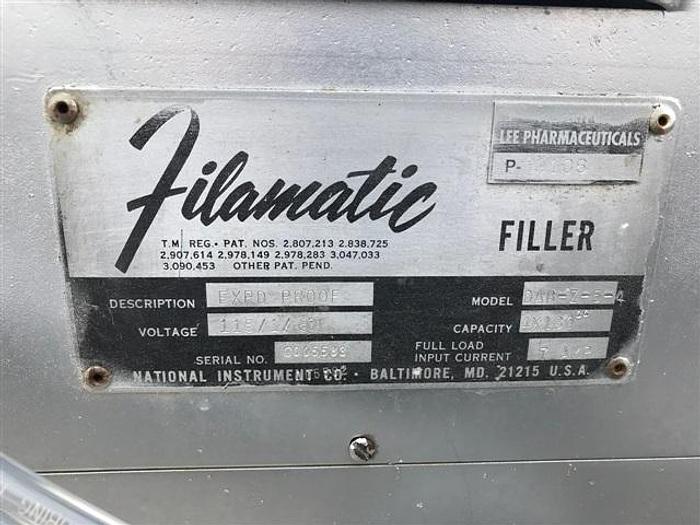 Filamatic
LEE PHARMACEUTICALS
P-
T.M. REG. • PAT. NOS. 2,807,213 2,838,725
2,907,614 2,978,149 2,978,283 3,047,033
3,090,453 OTHER PAT. PEND.
FILLER
DESCRIPTION EXPD PROOF
MODEL
VOLTAGE
CAPACITY
SERIAL NO.
FULL LOAD
INPUT CURRENT
NATIONAL INSTRUMENT CO. • BALTIMORE, MD. 21215 U.S.A.